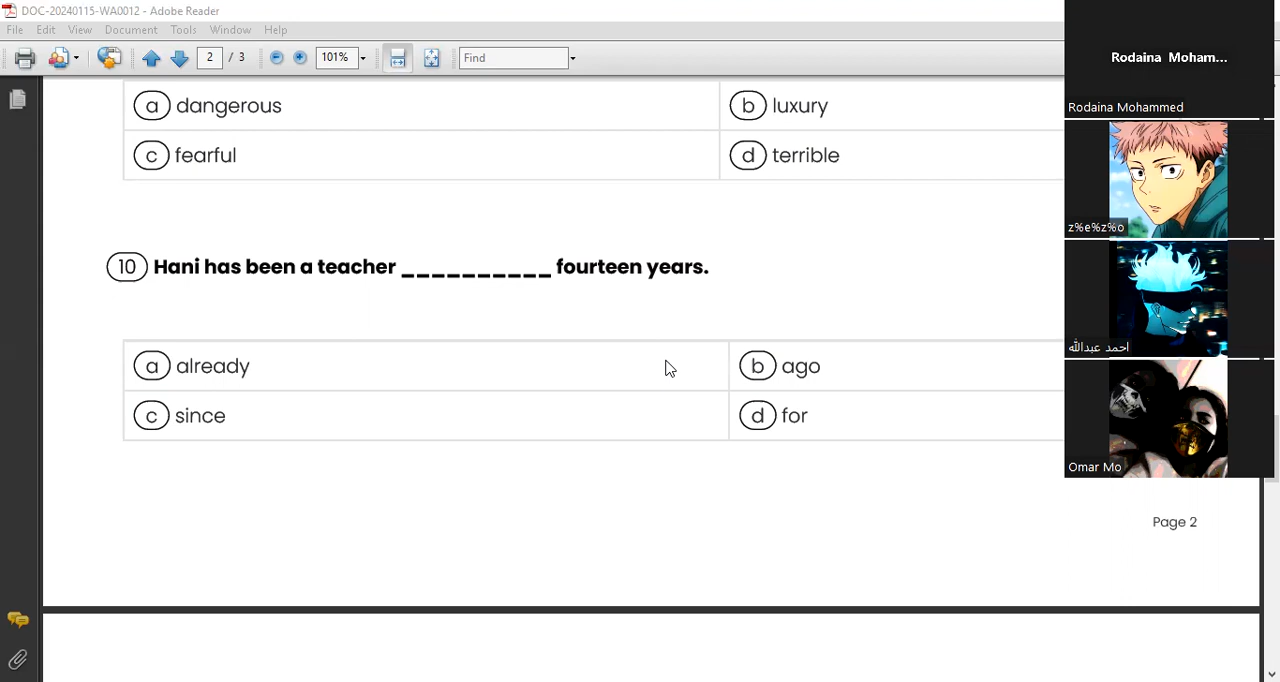 DOC-20240115-WA0012 - Adobe Reader
File Edit View Document Tools Window Help
2 / 3 101% Find
a dangerous b luxury
c fearful d terrible
10 Hani has been a teacher __________ fourteen years.
a already b ago
c since d for
Page 2
Rodaina Moham...
Rodaina Mohammed
z%e%z%o
احمد عبدالله
Omar Mo